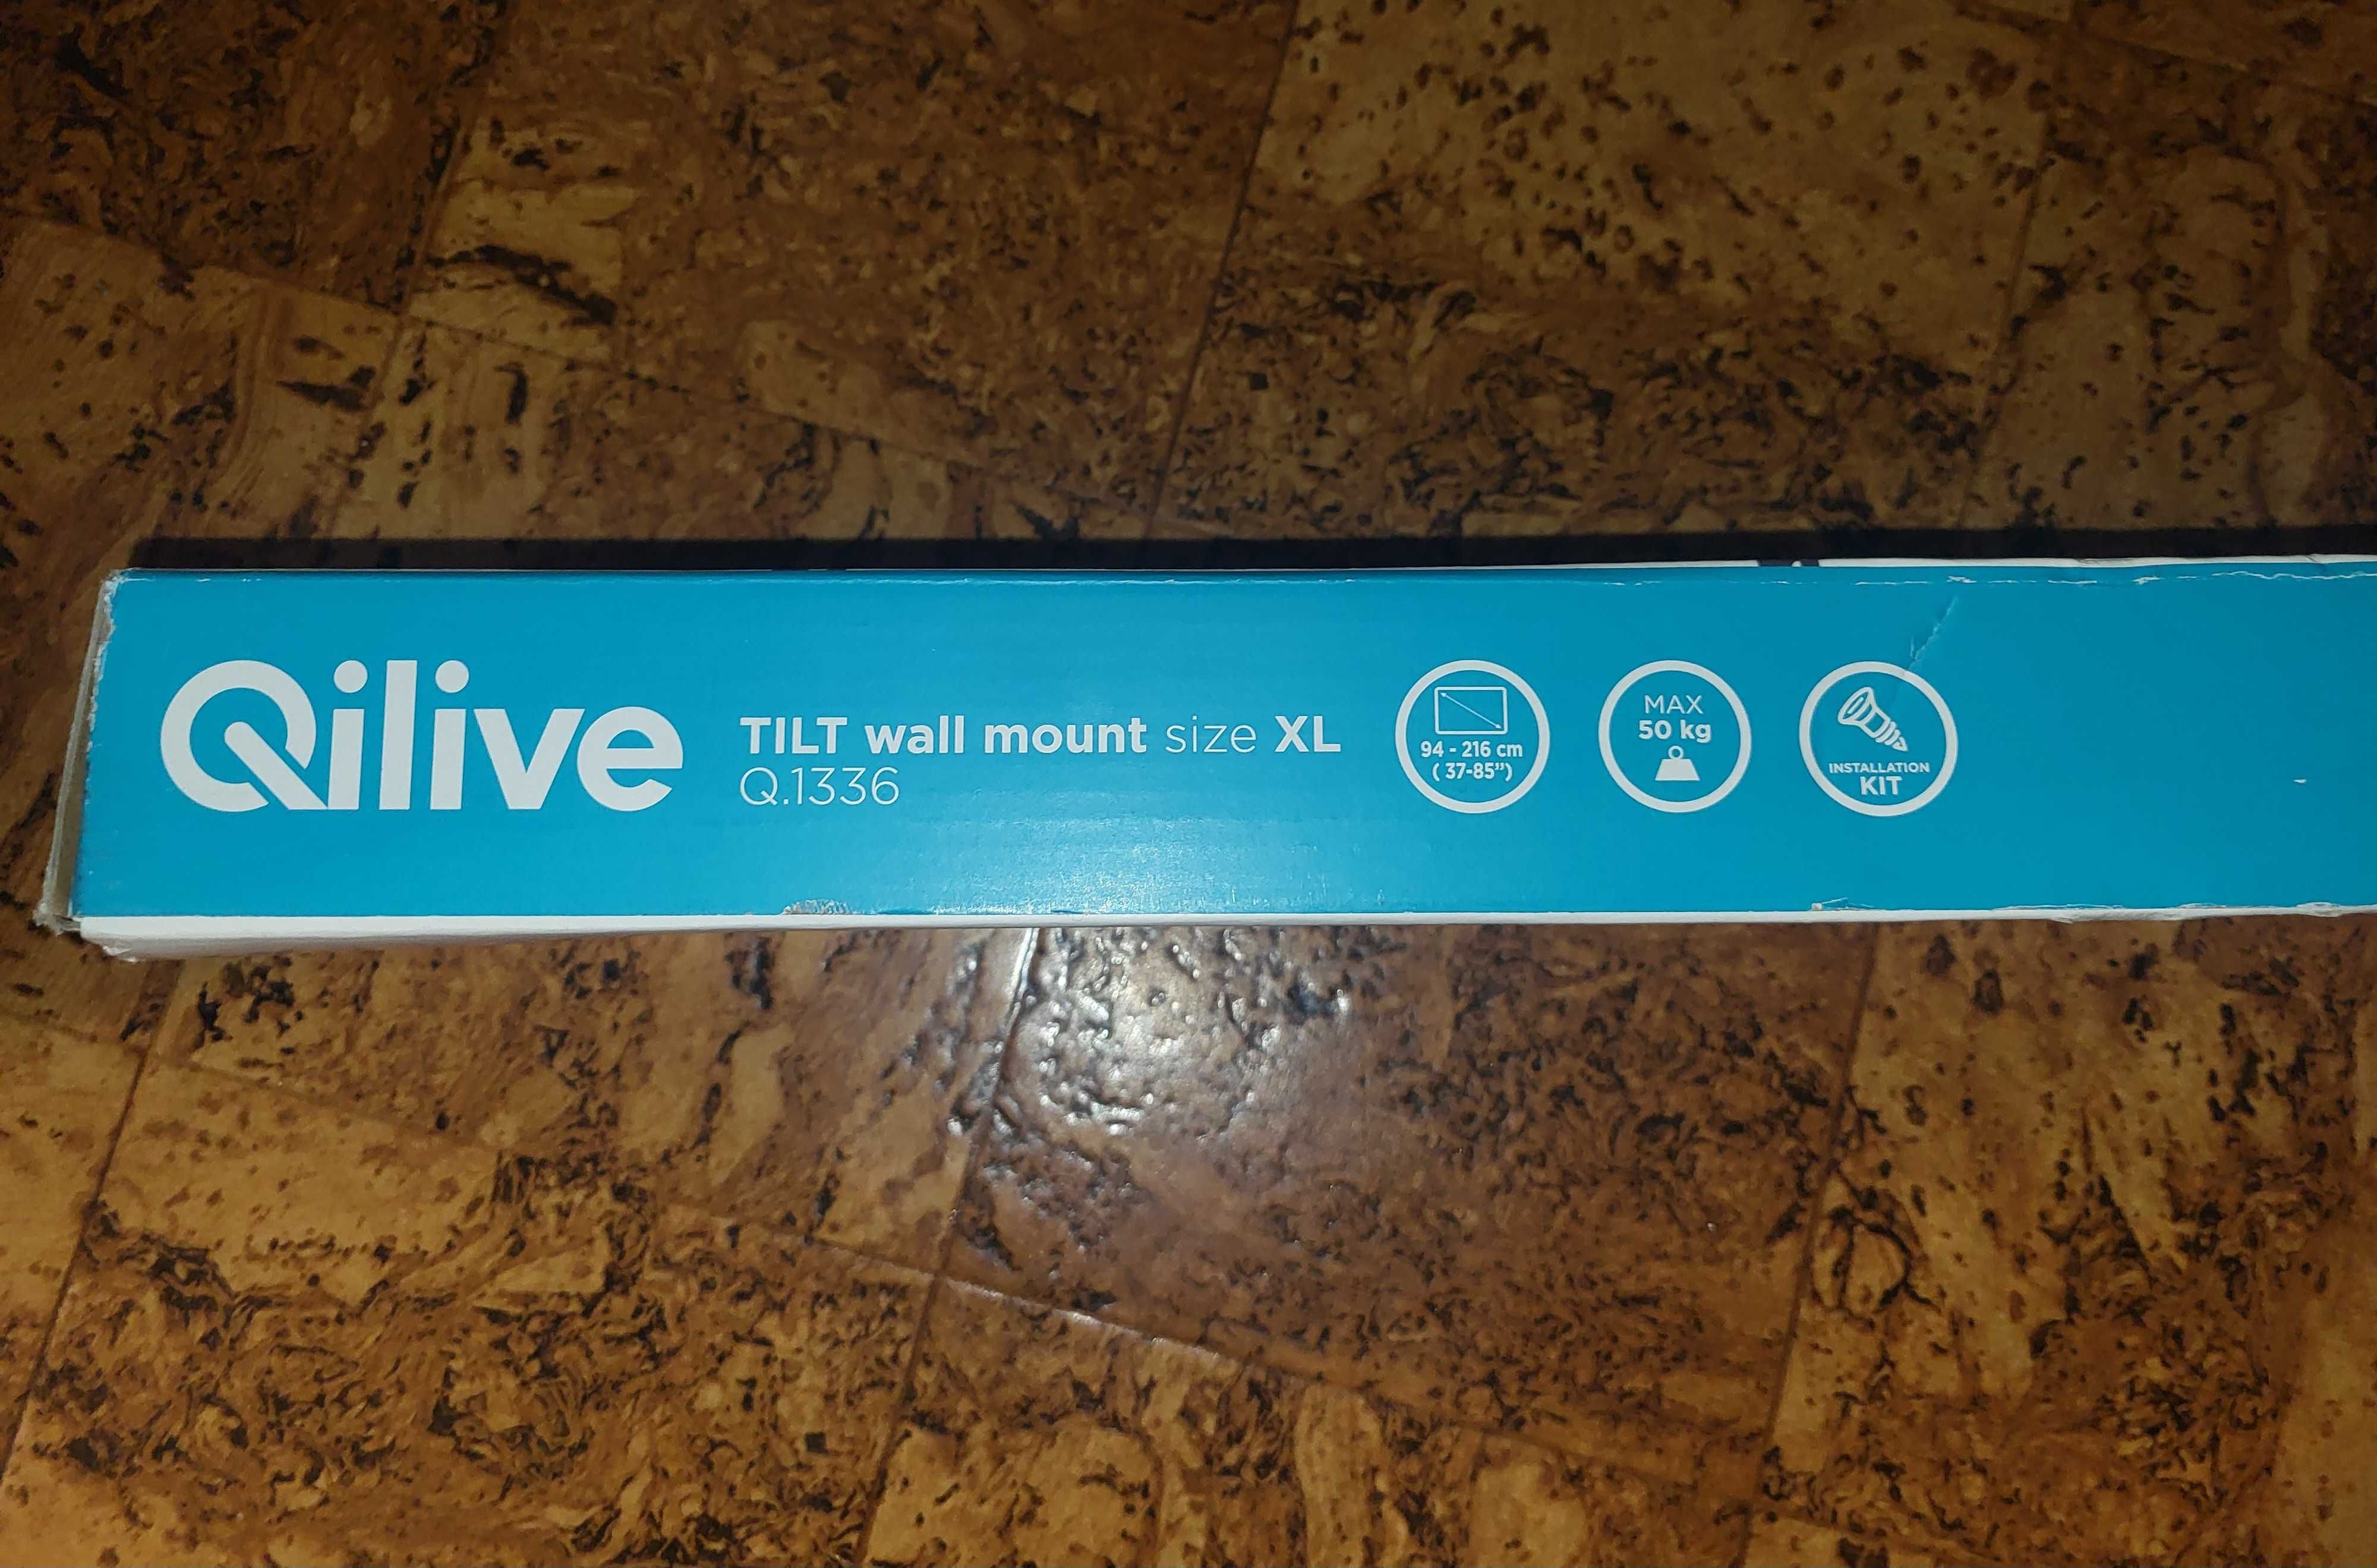 Qilive
TILT wall mount size XL
Q.1336
94 - 216 cm
( 37-85")
MAX
50 kg
INSTALLATION
KIT